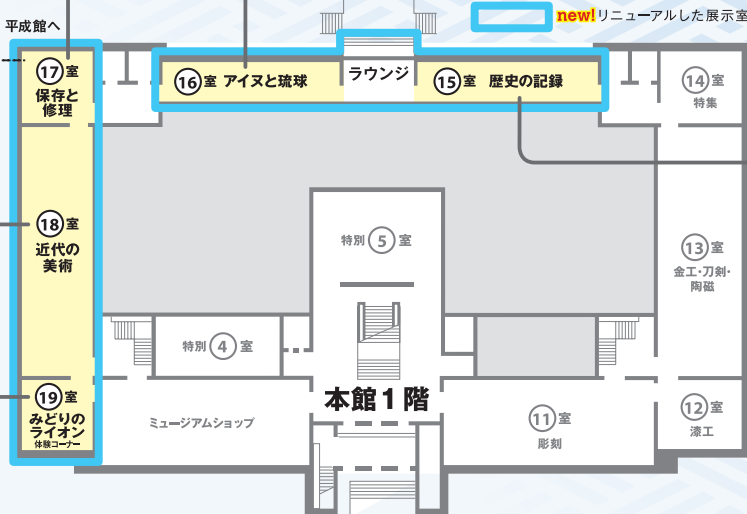 平成館へ
new!リニューアルした展示室
17室
保存と
修理
16室 アイヌと琉球
ラウンジ
15室 歴史の記録
14室
特集
18室
近代の
美術
特別5室
13室
金工・刀剣・
陶磁
特別4室
19室
みどりの
ライオン
体験コーナー
ミュージアムショップ
本館1階
11室
彫刻
12室
漆工